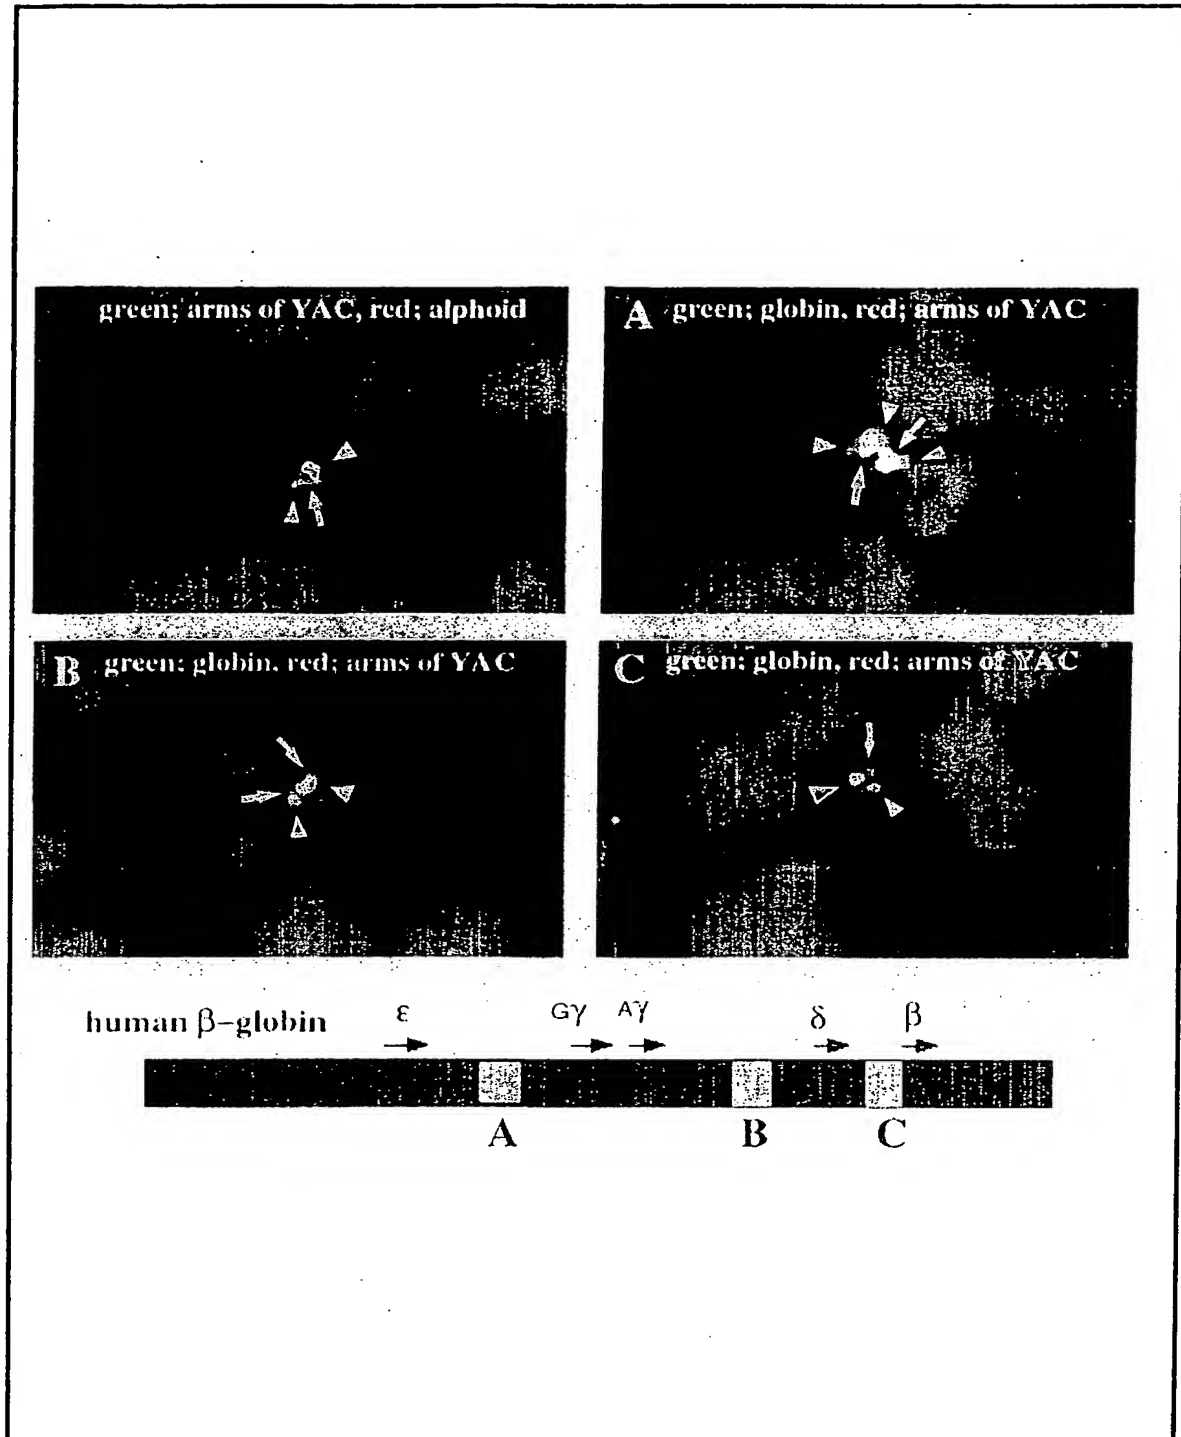 green; arms of YAC, red; alphoid
A green; globin, red; arms of YAC
B green; globin, red; arms of YAC
C green; globin, red; arms of YAC
human β-globin ε Gγ Aγ δ β
A B C